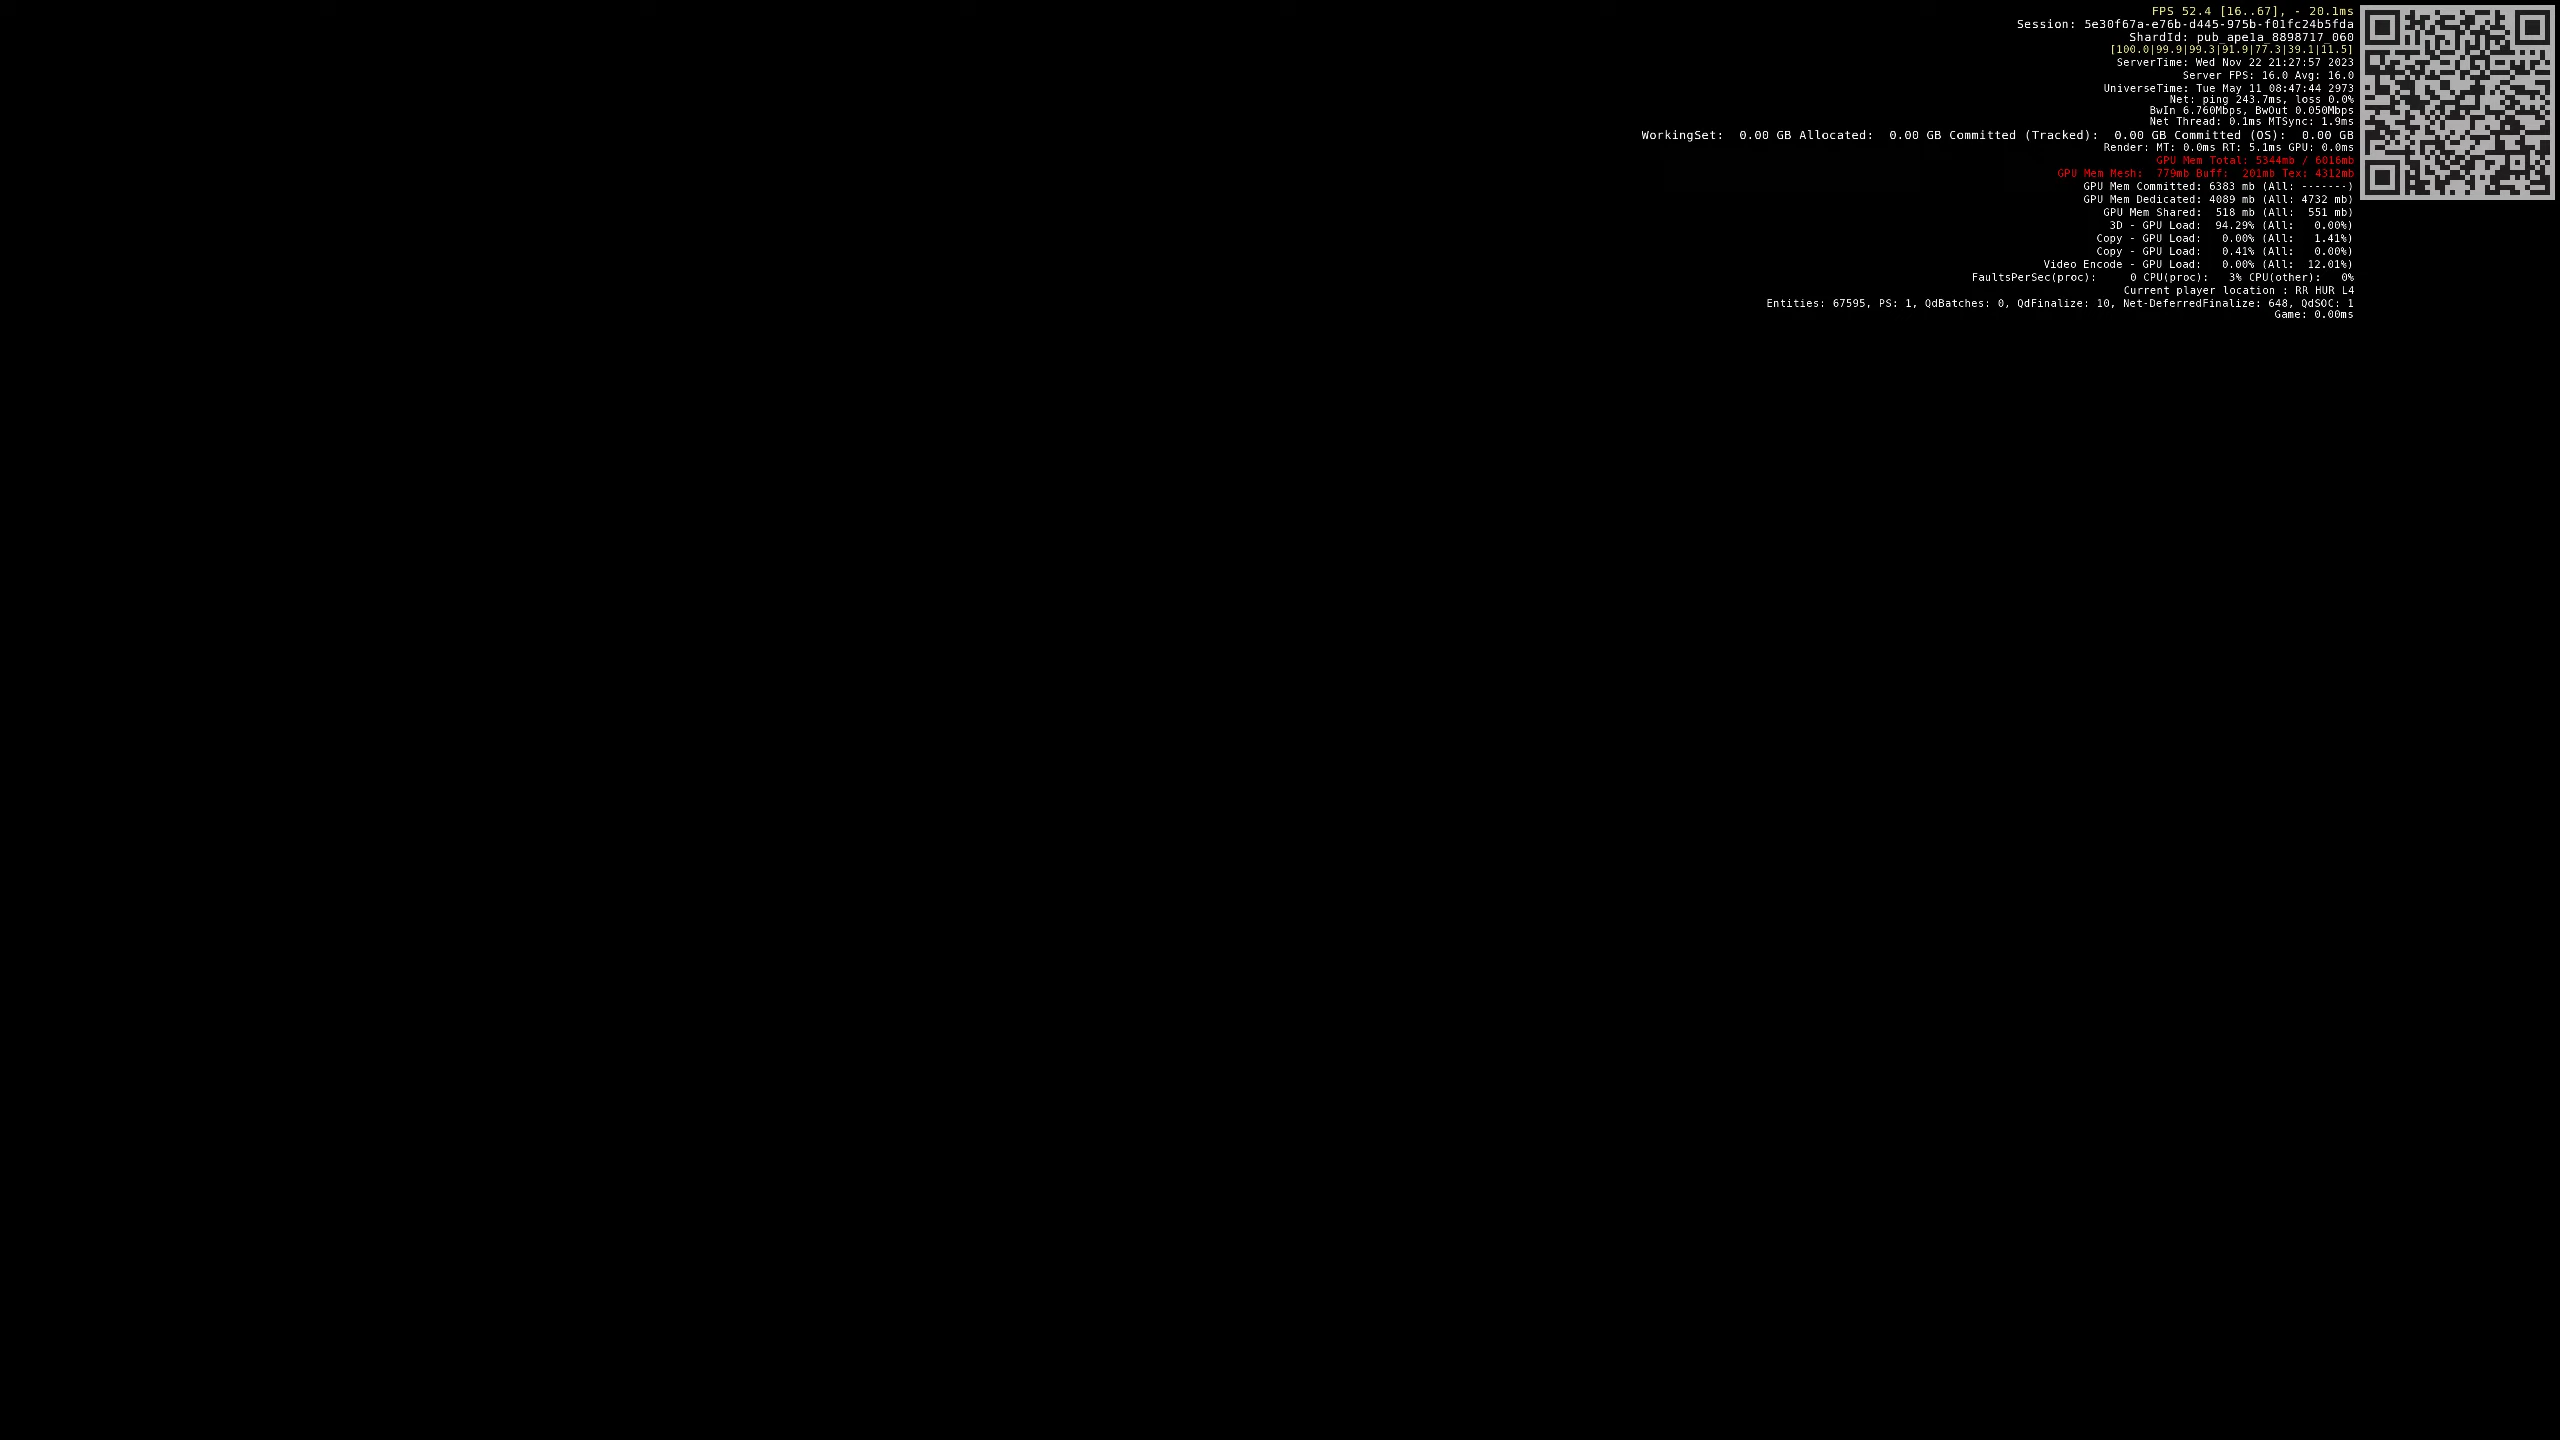 FPS 52.4 [16..67], - 20.1ms
Session: 5e30f67a-e76b-d445-975b-f01fc24b5fda
ShardId: pub_ape1a_8898717_060
[100.0|99.9|99.3|91.9|77.3|39.1|11.5]
ServerTime: Wed Nov 22 21:27:57 2023
Server FPS: 16.0 Avg: 16.0
UniverseTime: Tue May 11 08:47:44 2973
Net: ping 243.7ms, loss 0.0%
BwIn 6.760Mbps, BwOut 0.050Mbps
Net Thread: 0.1ms MTSync: 1.9ms
WorkingSet: 0.00 GB Allocated: 0.00 GB Committed (Tracked): 0.00 GB Committed (OS): 0.00 GB
Render: MT: 0.0ms RT: 5.1ms GPU: 0.0ms
GPU Mem Total: 5344mb / 6016mb
GPU Mem Mesh: 779mb Buff: 201mb Tex: 4312mb
GPU Mem Committed: 6383 mb (All: -------)
GPU Mem Dedicated: 4089 mb (All: 4732 mb)
GPU Mem Shared: 518 mb (All: 551 mb)
3D - GPU Load: 94.29% (All: 0.00%)
Copy - GPU Load: 0.00% (All: 1.41%)
Copy - GPU Load: 0.41% (All: 0.00%)
Video Encode - GPU Load: 0.00% (All: 12.01%)
FaultsPerSec(proc): 0 CPU(proc): 3% CPU(other): 0%
Current player location : RR HUR L4
Entities: 67595, PS: 1, QdBatches: 0, QdFinalize: 10, Net-DeferredFinalize: 648, QdSOC: 1
Game: 0.00ms